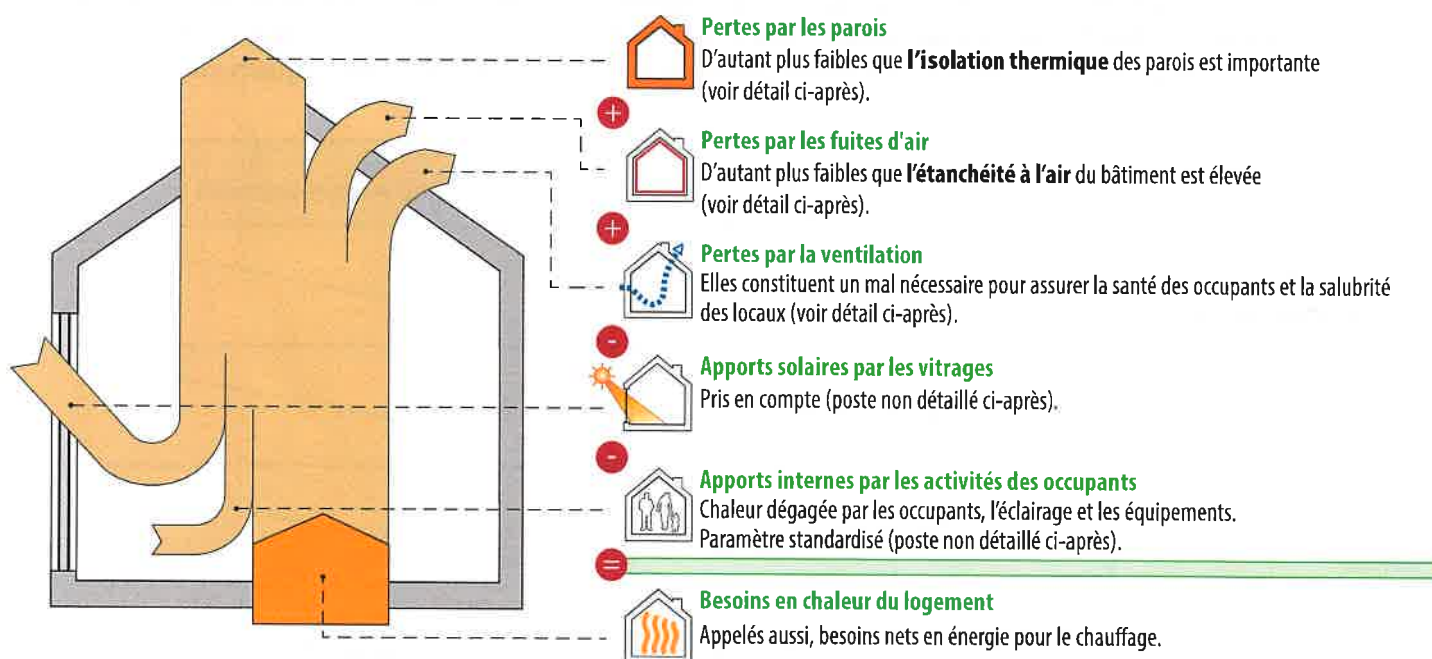 Pertes par les parois
D'autant plus faibles que l'isolation thermique des parois est importante
(voir détail ci-après).
+
Pertes par les fuites d'air
D'autant plus faibles que l'étanchéité à l'air du bâtiment est élevée
(voir détail ci-après).
+
Pertes par la ventilation
Elles constituent un mal nécessaire pour assurer la santé des occupants et la salubrité
des locaux (voir détail ci-après).
-
Apports solaires par les vitrages
Pris en compte (poste non détaillé ci-après).
-
Apports internes par les activités des occupants
Chaleur dégagée par les occupants, l'éclairage et les équipements.
Paramètre standardisé (poste non détaillé ci-après).
=
Besoins en chaleur du logement
Appelés aussi, besoins nets en énergie pour le chauffage.